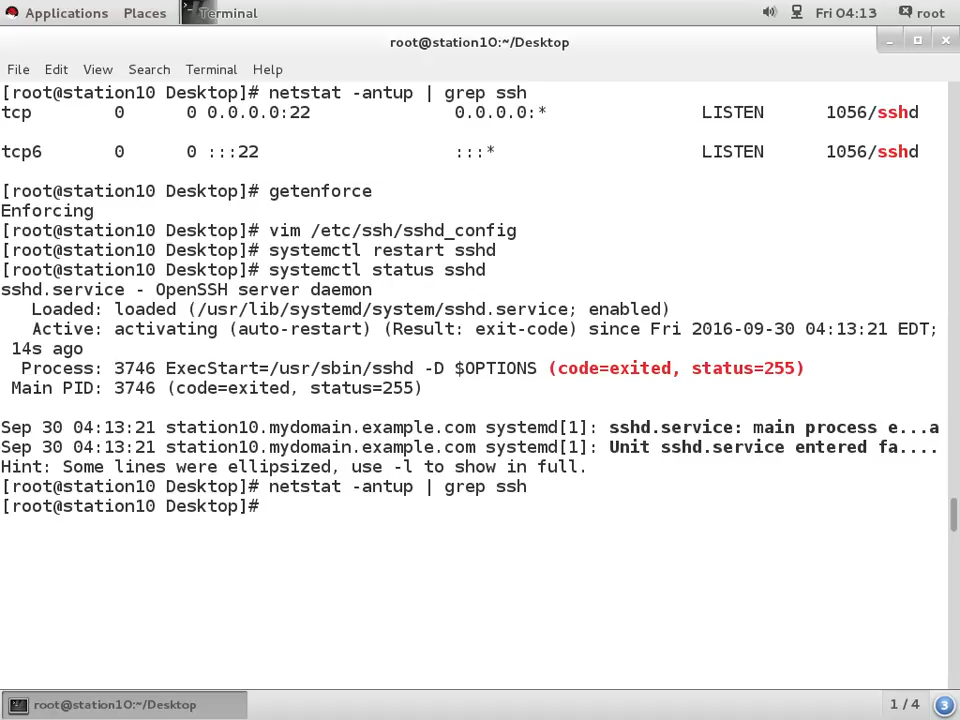 Applications Places Terminal Fri 04:13 root
root@station10:~/Desktop
File Edit View Search Terminal Help
[root@station10 Desktop]# netstat -antup | grep ssh
tcp 0 0 0.0.0.0:22 0.0.0.0:* LISTEN 1056/sshd
tcp6 0 0 :::22 :::* LISTEN 1056/sshd
[root@station10 Desktop]# getenforce
Enforcing
[root@station10 Desktop]# vim /etc/ssh/sshd_config
[root@station10 Desktop]# systemctl restart sshd
[root@station10 Desktop]# systemctl status sshd
sshd.service - OpenSSH server daemon
Loaded: loaded (/usr/lib/systemd/system/sshd.service; enabled)
Active: activating (auto-restart) (Result: exit-code) since Fri 2016-09-30 04:13:21 EDT;
14s ago
Process: 3746 ExecStart=/usr/sbin/sshd -D $OPTIONS (code=exited, status=255)
Main PID: 3746 (code=exited, status=255)
Sep 30 04:13:21 station10.mydomain.example.com systemd[1]: sshd.service: main process e...a
Sep 30 04:13:21 station10.mydomain.example.com systemd[1]: Unit sshd.service entered fa....
Hint: Some lines were ellipsized, use -l to show in full.
[root@station10 Desktop]# netstat -antup | grep ssh
[root@station10 Desktop]#
root@station10:~/Desktop 1 / 4 3